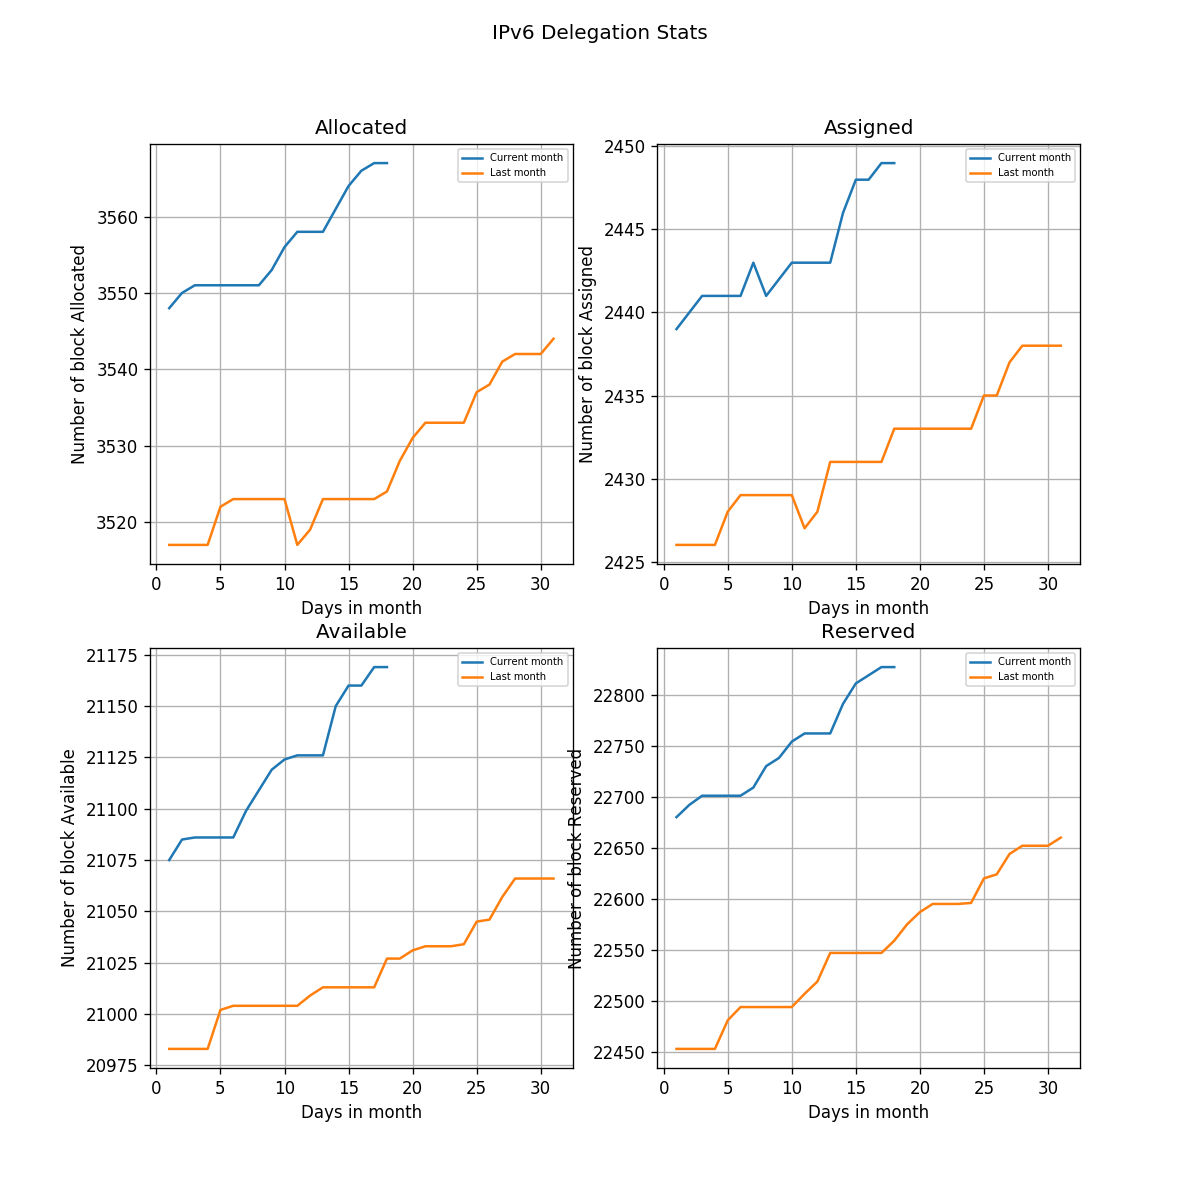 IPv6 Delegation Stats
Allocated
Number of block Allocated
3560
3550
3540
3530
3520
Current month
Last month
0 5 10 15 20 25 30
Days in month
Assigned
Number of block Assigned
2450
2445
2440
2435
2430
2425
Current month
Last month
0 5 10 15 20 25 30
Days in month
Available
Number of block Available
21175
21150
21125
21100
21075
21050
21025
21000
20975
Current month
Last month
0 5 10 15 20 25 30
Days in month
Reserved
Number of block Reserved
22800
22750
22700
22650
22600
22550
22500
22450
Current month
Last month
0 5 10 15 20 25 30
Days in month